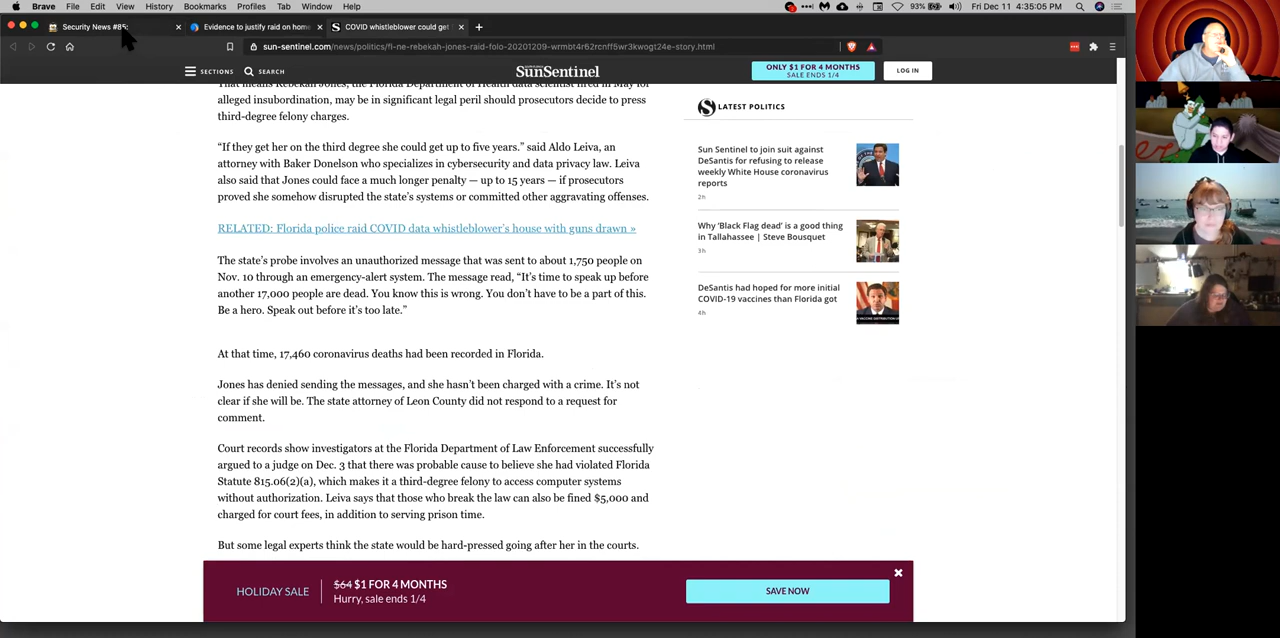 Brave File Edit View History Bookmarks Profiles Tab Window Help 93% Fri Dec 11 4:35:05 PM
Security News #85: Evidence to justify raid on home COVID whistleblower could get
sun-sentinel.com/news/politics/fl-ne-rebekah-jones-raid-folo-20201209-wrmbt4r62rcnff5wr3kwogt24e-story.html
SECTIONS SEARCH SunSentinel ONLY $1 FOR 4 MONTHS
SALE ENDS 1/4
LOG IN
That means Rebekah Jones, the Florida Department of Health data scientist fired in May for
alleged insubordination, may be in significant legal peril should prosecutors decide to press
third-degree felony charges.
“If they get her on the third degree she could get up to five years.” said Aldo Leiva, an
attorney with Baker Donelson who specializes in cybersecurity and data privacy law. Leiva
also said that Jones could face a much longer penalty — up to 15 years — if prosecutors
proved she somehow disrupted the state’s systems or committed other aggravating offenses.
RELATED: Florida police raid COVID data whistleblower’s house with guns drawn »
The state’s probe involves an unauthorized message that was sent to about 1,750 people on
Nov. 10 through an emergency-alert system. The message read, “It’s time to speak up before
another 17,000 people are dead. You know this is wrong. You don’t have to be a part of this.
Be a hero. Speak out before it’s too late.”
At that time, 17,460 coronavirus deaths had been recorded in Florida.
Jones has denied sending the messages, and she hasn’t been charged with a crime. It’s not
clear if she will be. The state attorney of Leon County did not respond to a request for
comment.
Court records show investigators at the Florida Department of Law Enforcement successfully
argued to a judge on Dec. 3 that there was probable cause to believe she had violated Florida
Statute 815.06(2)(a), which makes it a third-degree felony to access computer systems
without authorization. Leiva says that those who break the law can also be fined $5,000 and
charged for court fees, in addition to serving prison time.
But some legal experts think the state would be hard-pressed going after her in the courts.
S LATEST POLITICS
Sun Sentinel to join suit against
DeSantis for refusing to release
weekly White House coronavirus
reports
2h
Why ‘Black Flag dead’ is a good thing
in Tallahassee | Steve Bousquet
3h
DeSantis had hoped for more initial
COVID-19 vaccines than Florida got
4h
HOLIDAY SALE
$64 $1 FOR 4 MONTHS
Hurry, sale ends 1/4
SAVE NOW